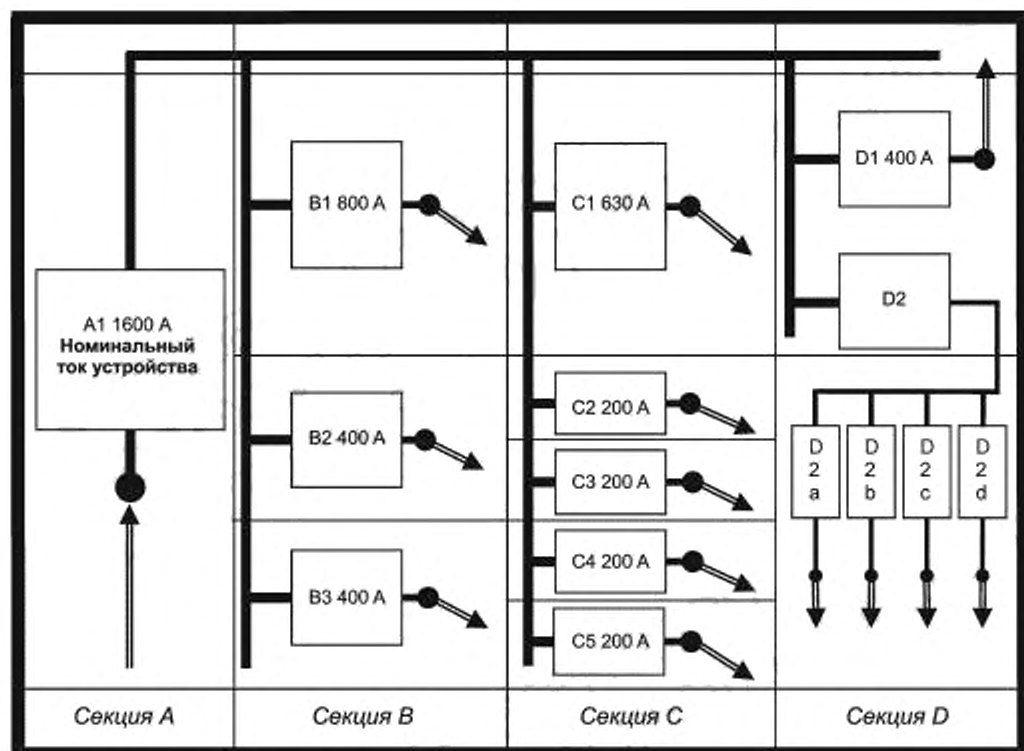 A1 1600 A
Номинальный
ток устройства
B1 800 A
B2 400 A
B3 400 A
C1 630 A
C2 200 A
C3 200 A
C4 200 A
C5 200 A
D1 400 A
D2
D
2
a
D
2
b
D
2
c
D
2
d
Секция A
Секция B
Секция C
Секция D